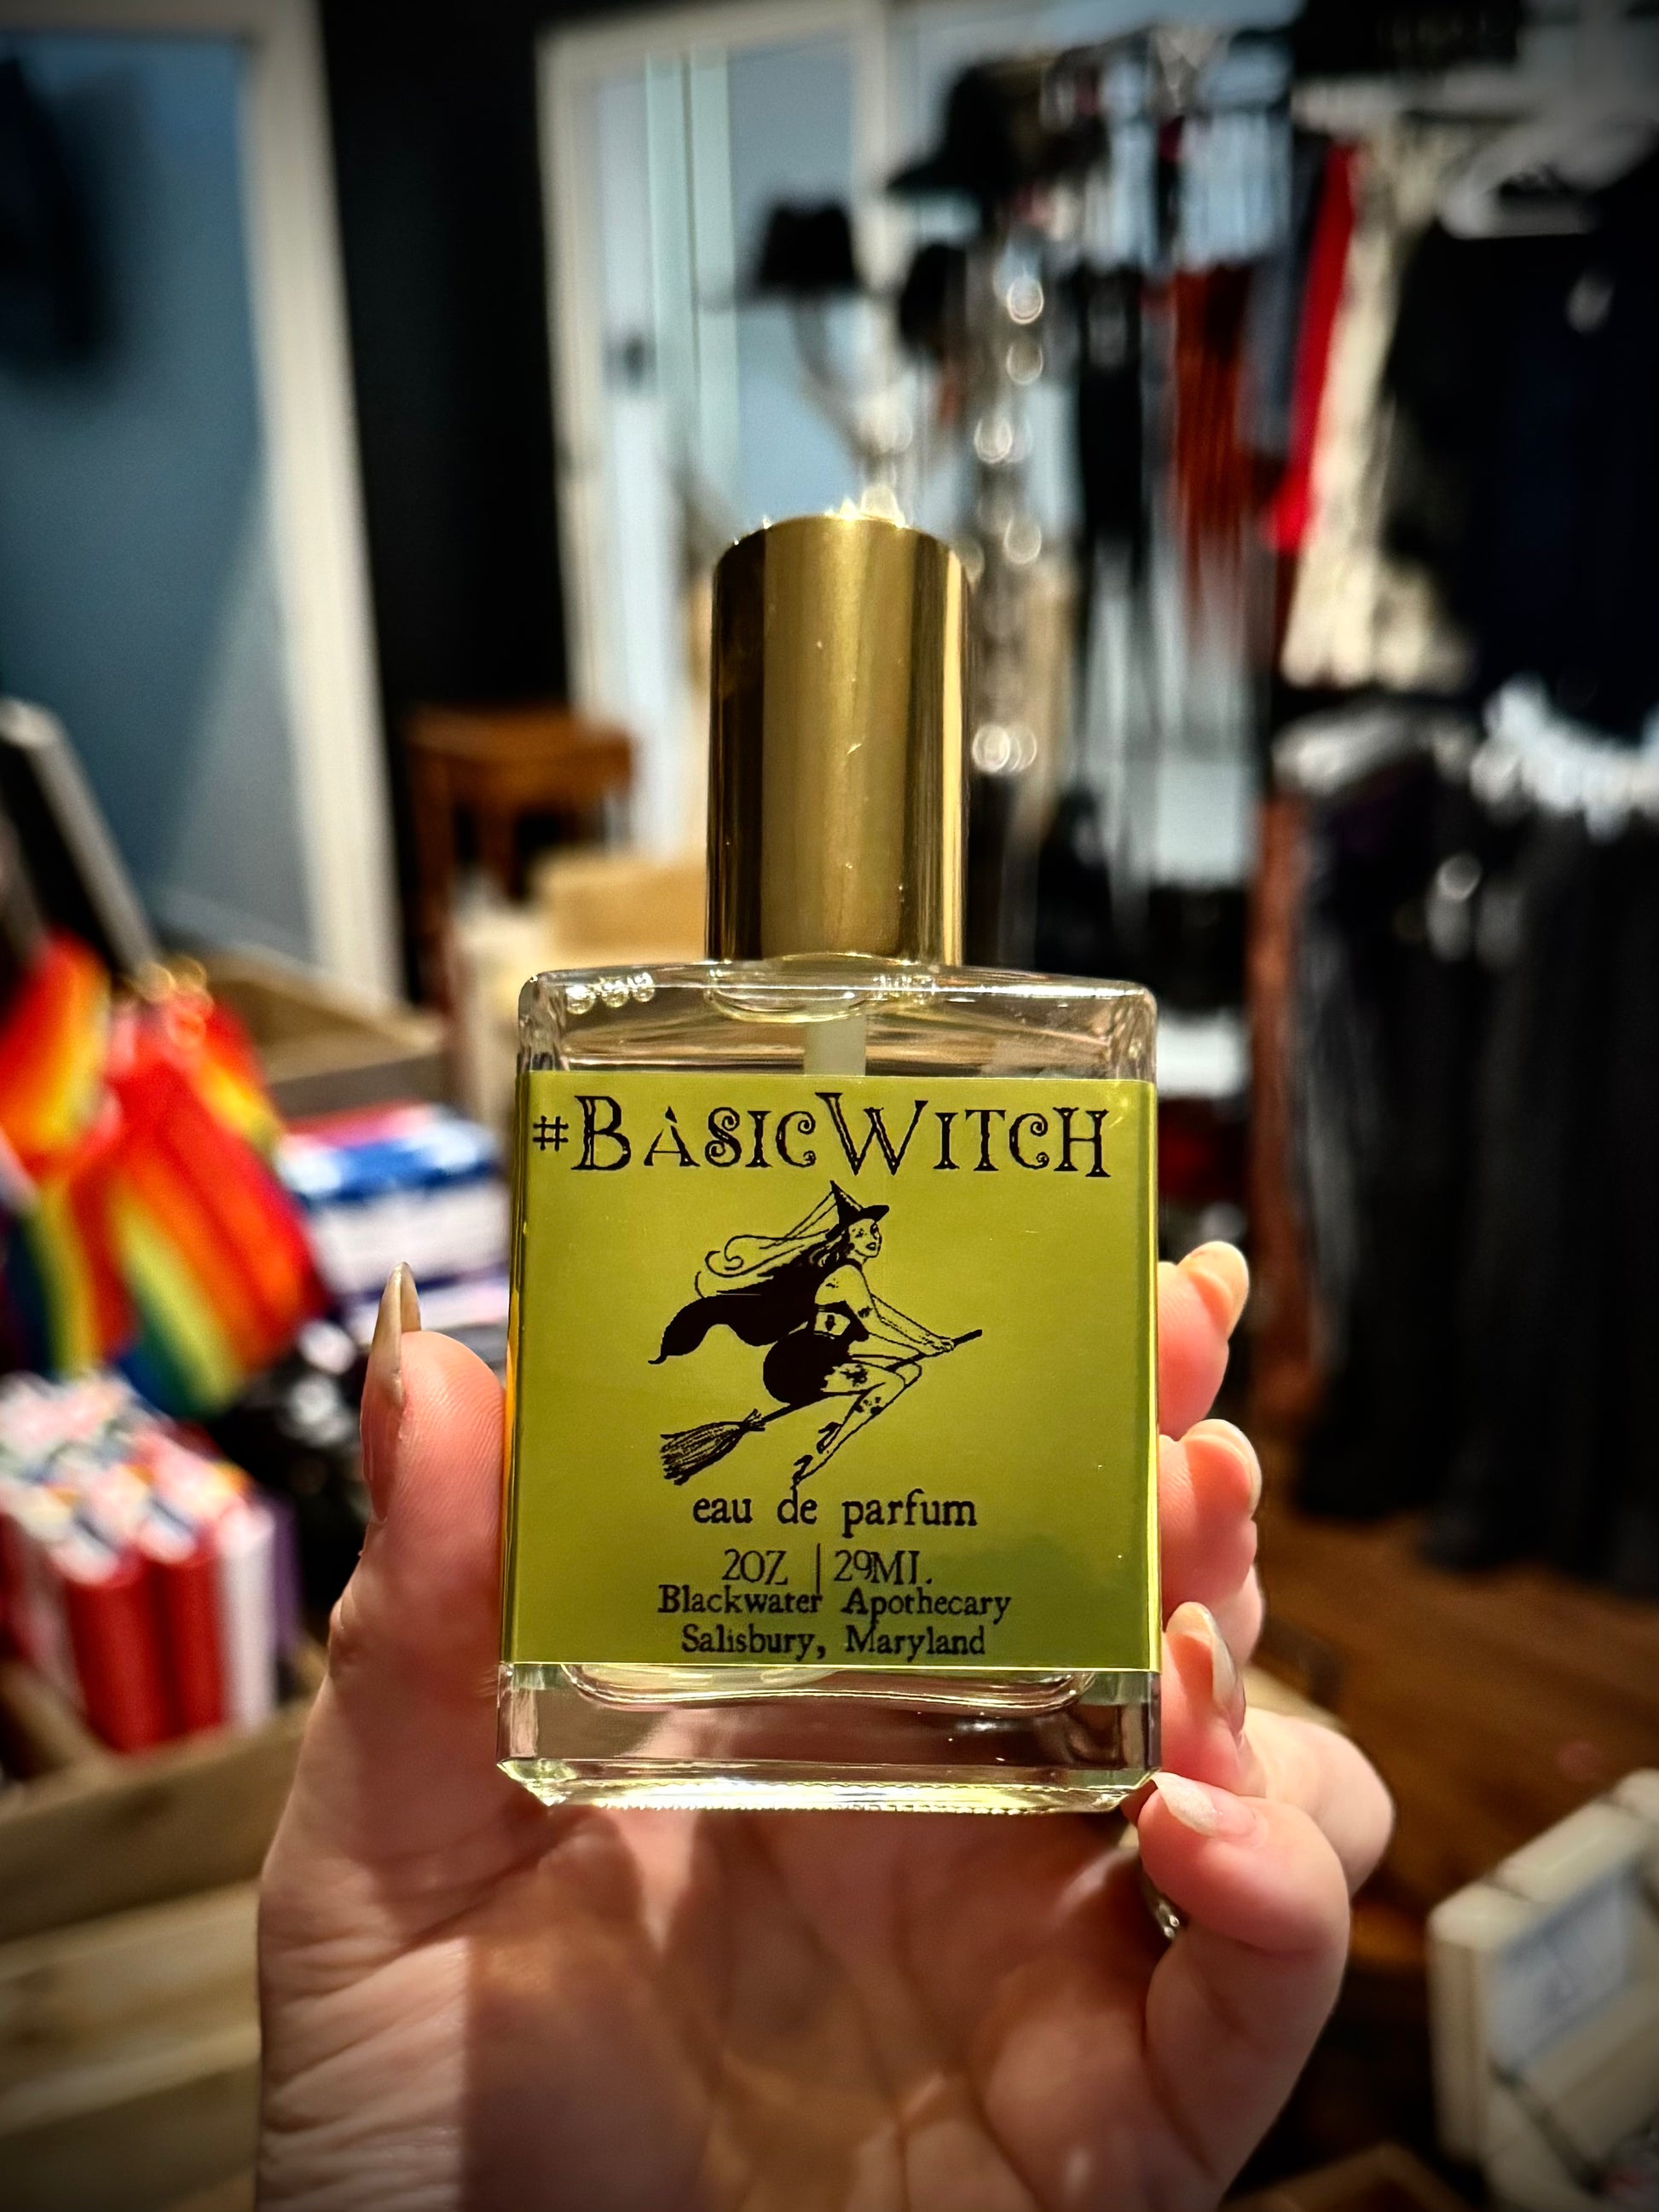 #BASICWITCH
eau de parfum
2OZ | 29ML
Blackwater Apothecary
Salisbury, Maryland